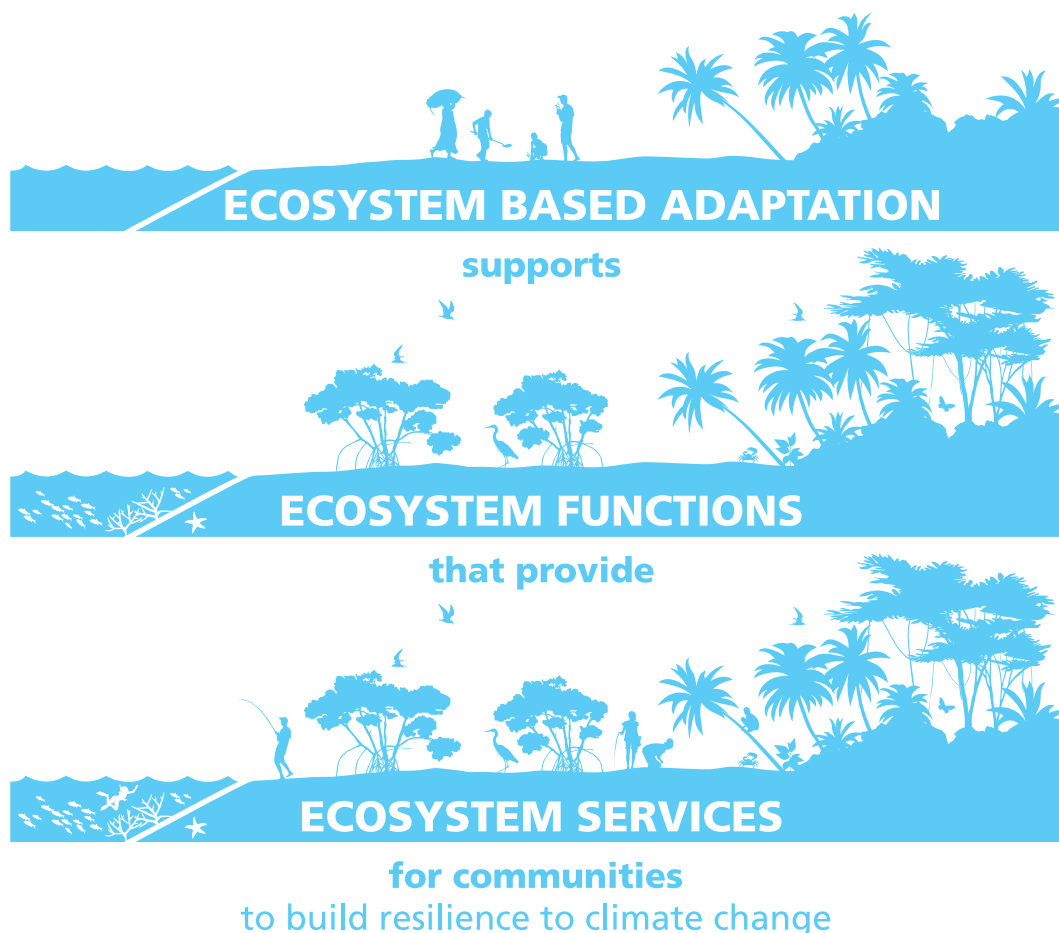 ECOSYSTEM BASED ADAPTATION
supports
ECOSYSTEM FUNCTIONS
that provide
ECOSYSTEM SERVICES
for communities
to build resilience to climate change